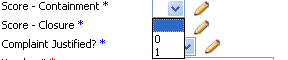 Score - Containment *
Score - Closure *
0
Complaint Justified? *
1